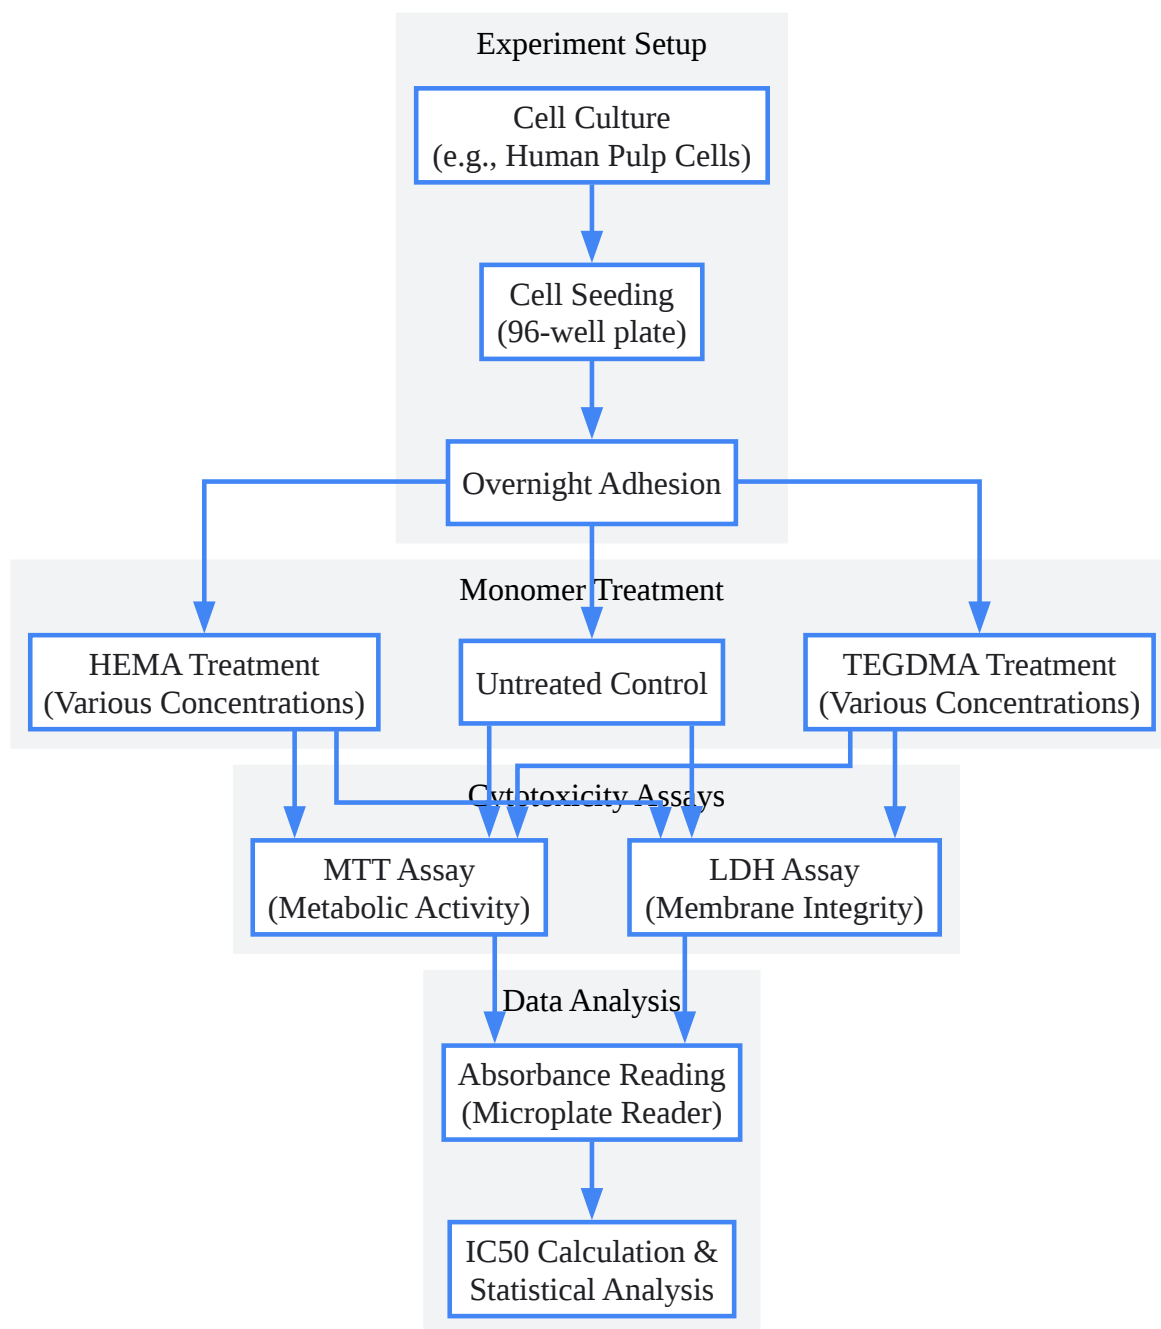 Experiment Setup
Cell Culture
(e.g., Human Pulp Cells)
Cell Seeding
(96-well plate)
Overnight Adhesion
Monomer Treatment
HEMA Treatment
(Various Concentrations)
Untreated Control
TEGDMA Treatment
(Various Concentrations)
Cytotoxicity Assays
MTT Assay
(Metabolic Activity)
LDH Assay
(Membrane Integrity)
Data Analysis
Absorbance Reading
(Microplate Reader)
IC50 Calculation &
Statistical Analysis